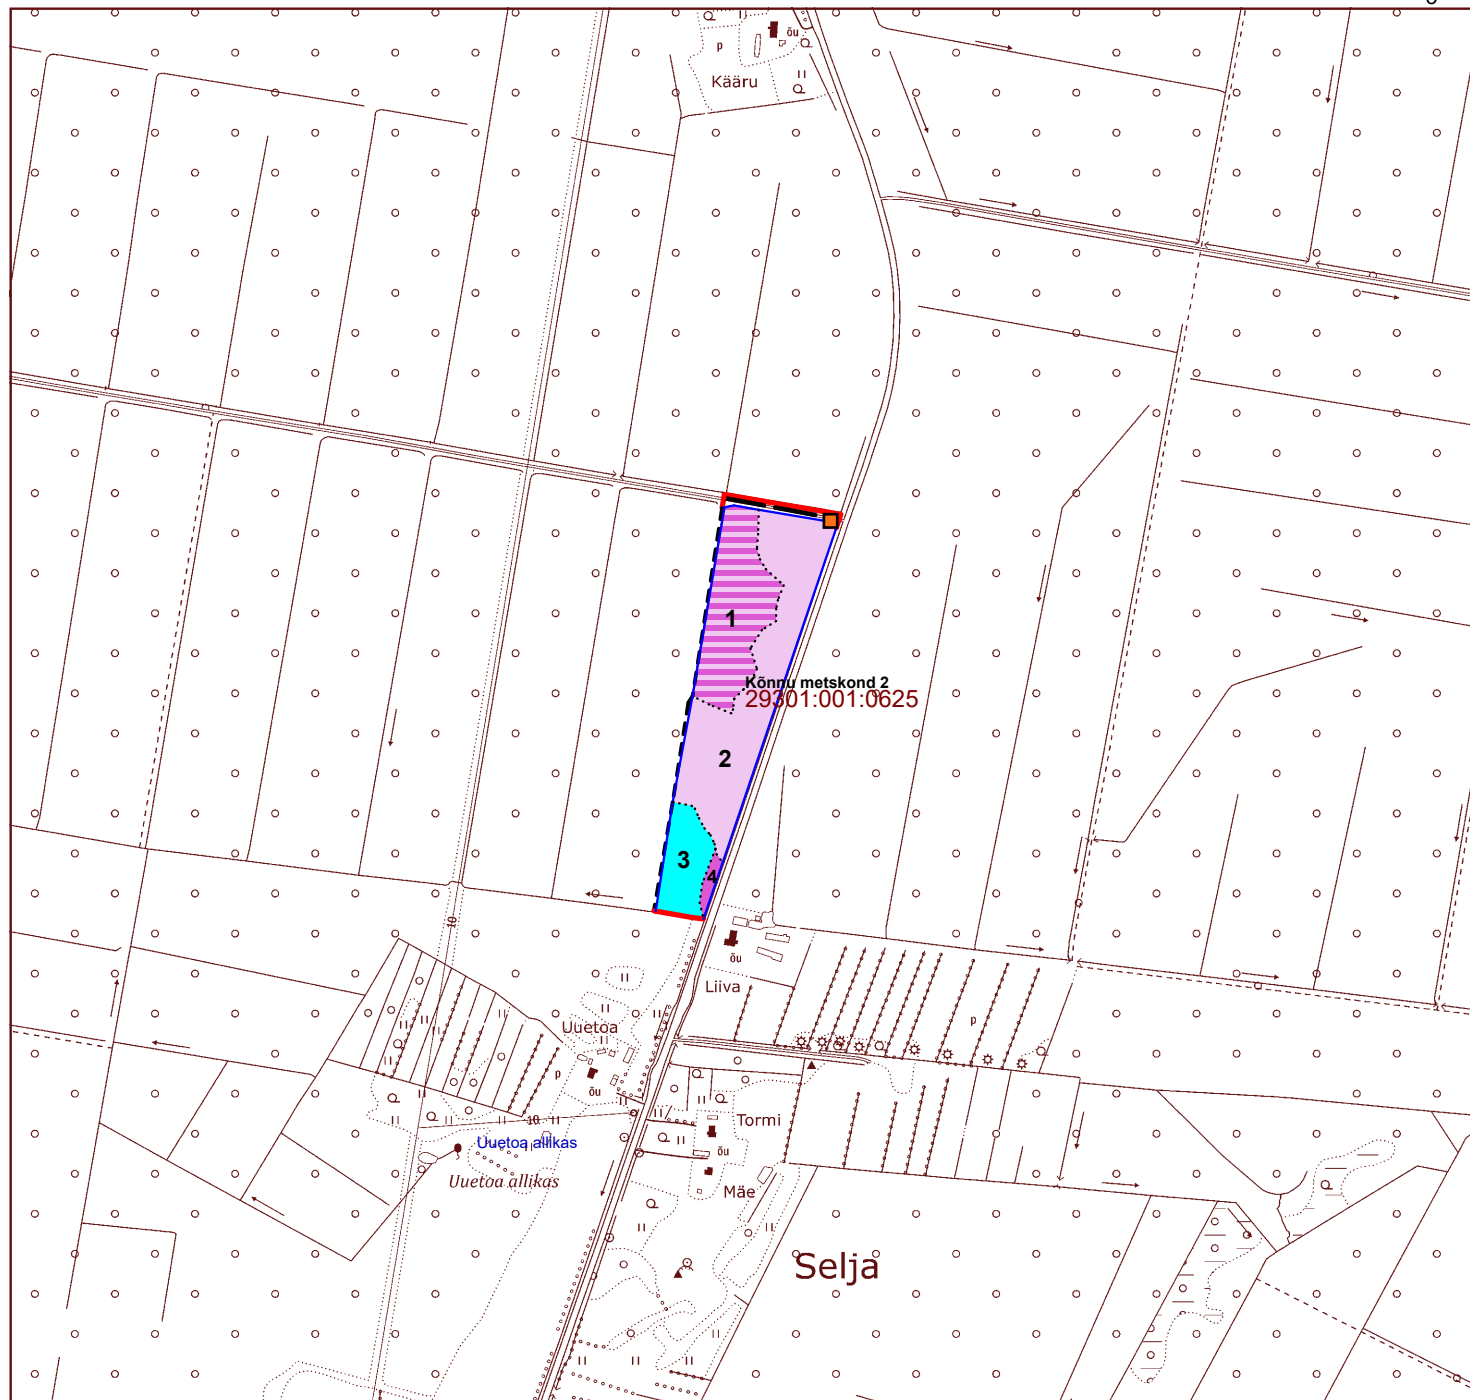 õu
p
Kääru
1
Kõnnu metskond 2
29301:001:0625
2
3
4
10
õu
Liiva
p
Uuetoa
p
õu
10
Tormi
Uuetoa allikas
õu
Uuetoa allikas
Mäe
Selja